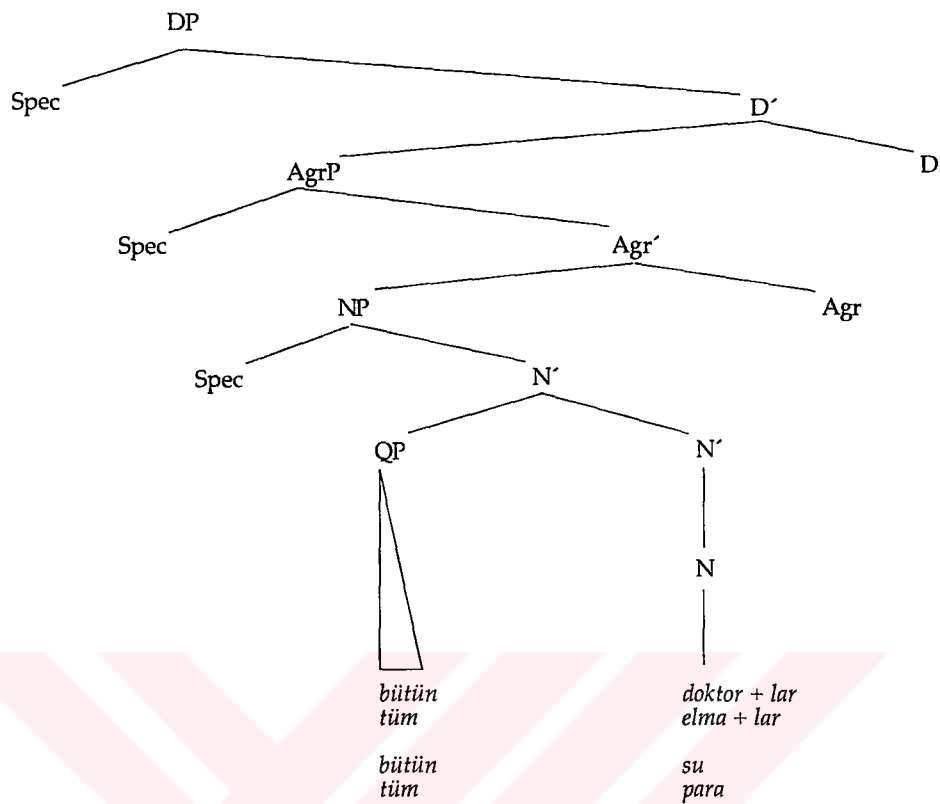 DP
Spec D´
AgrP D
Spec Agr´
NP Agr
Spec N´
QP N´
N
bütün doktor + lar
tüm elma + lar
bütün su
tüm para